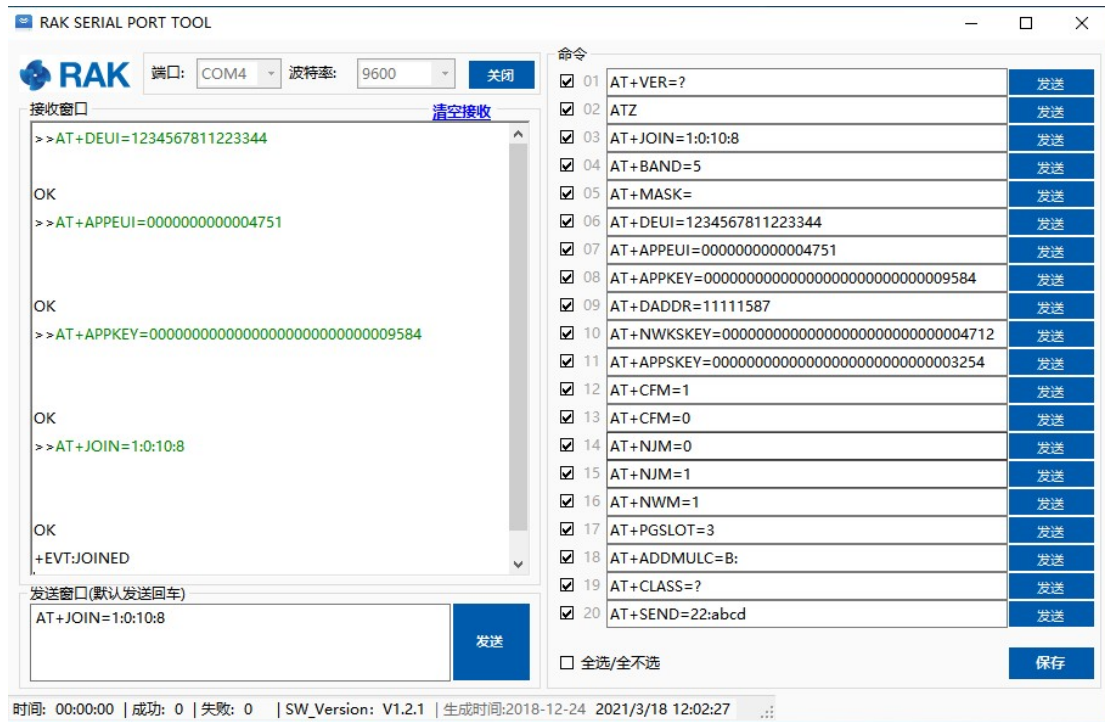 RAK SERIAL PORT TOOL
RAK 端口: COM4 波特率: 9600 关闭
接收窗口 清空接收
>>AT+DEUI=1234567811223344
OK
>>AT+APPEUI=0000000000004751
OK
>>AT+APPKEY=00000000000000000000000000009584
OK
>>AT+JOIN=1:0:10:8
OK
+EVT:JOINED
发送窗口(默认发送回车)
AT+JOIN=1:0:10:8
发送
命令
01 AT+VER=? 发送
02 ATZ 发送
03 AT+JOIN=1:0:10:8 发送
04 AT+BAND=5 发送
05 AT+MASK= 发送
06 AT+DEUI=1234567811223344 发送
07 AT+APPEUI=0000000000004751 发送
08 AT+APPKEY=00000000000000000000000000009584 发送
09 AT+DADDR=11111587 发送
10 AT+NWKSKEY=00000000000000000000000000004712 发送
11 AT+APPSKEY=00000000000000000000000000003254 发送
12 AT+CFM=1 发送
13 AT+CFM=0 发送
14 AT+NJM=0 发送
15 AT+NJM=1 发送
16 AT+NWM=1 发送
17 AT+PGSLOT=3 发送
18 AT+ADDMULC=B: 发送
19 AT+CLASS=? 发送
20 AT+SEND=22:abcd 发送
全选/全不选 保存
时间: 00:00:00 | 成功: 0 | 失败: 0 | SW_Version: V1.2.1 | 生成时间:2018-12-24 2021/3/18 12:02:27